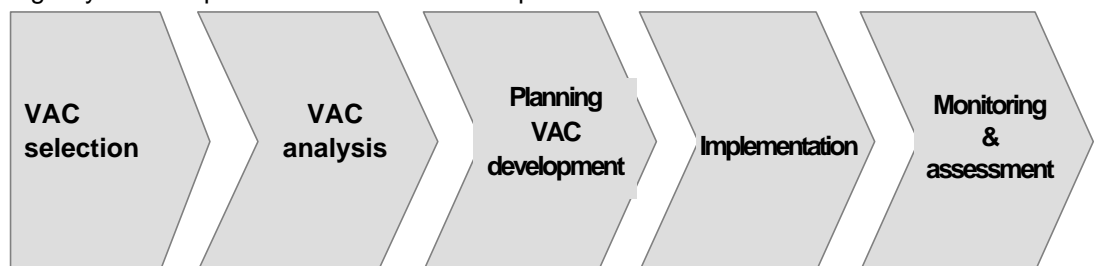 VAC
selection
VAC
analysis
Planning
VAC
development
Implementation
Monitoring
&
assessment